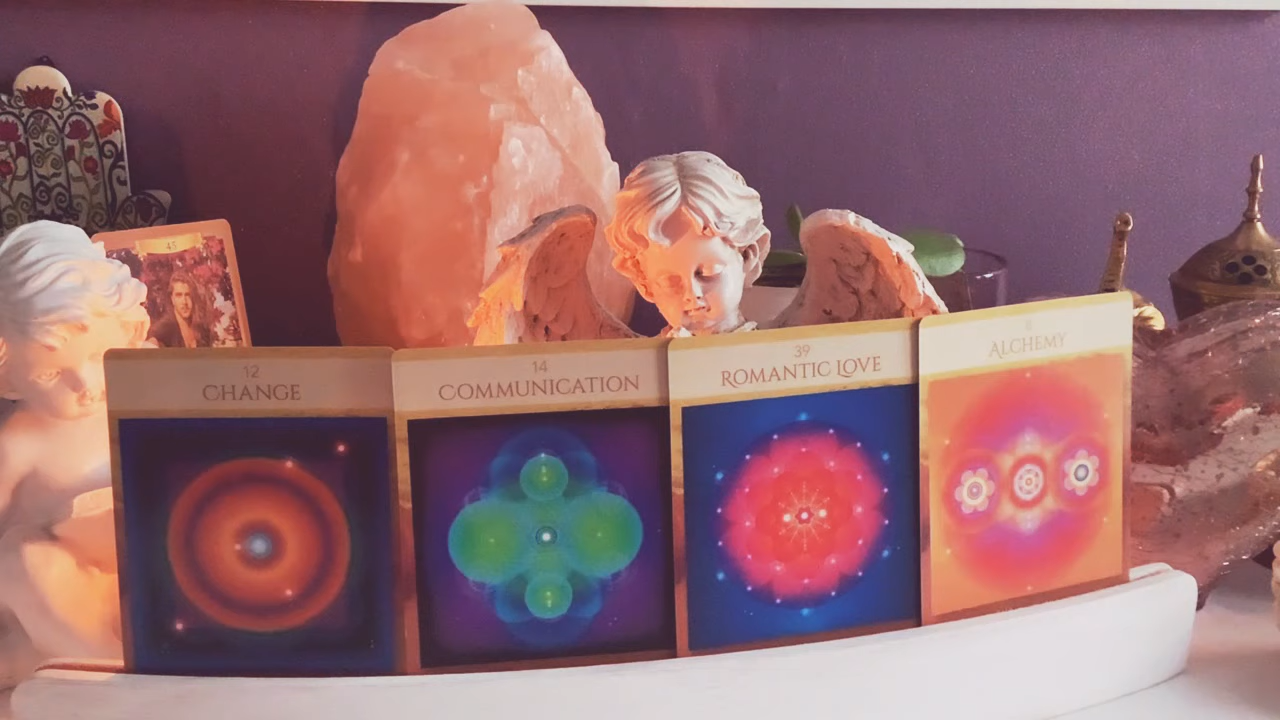 45
12
CHANGE
14
COMMUNICATION
39
ROMANTIC LOVE
ALCHEMY